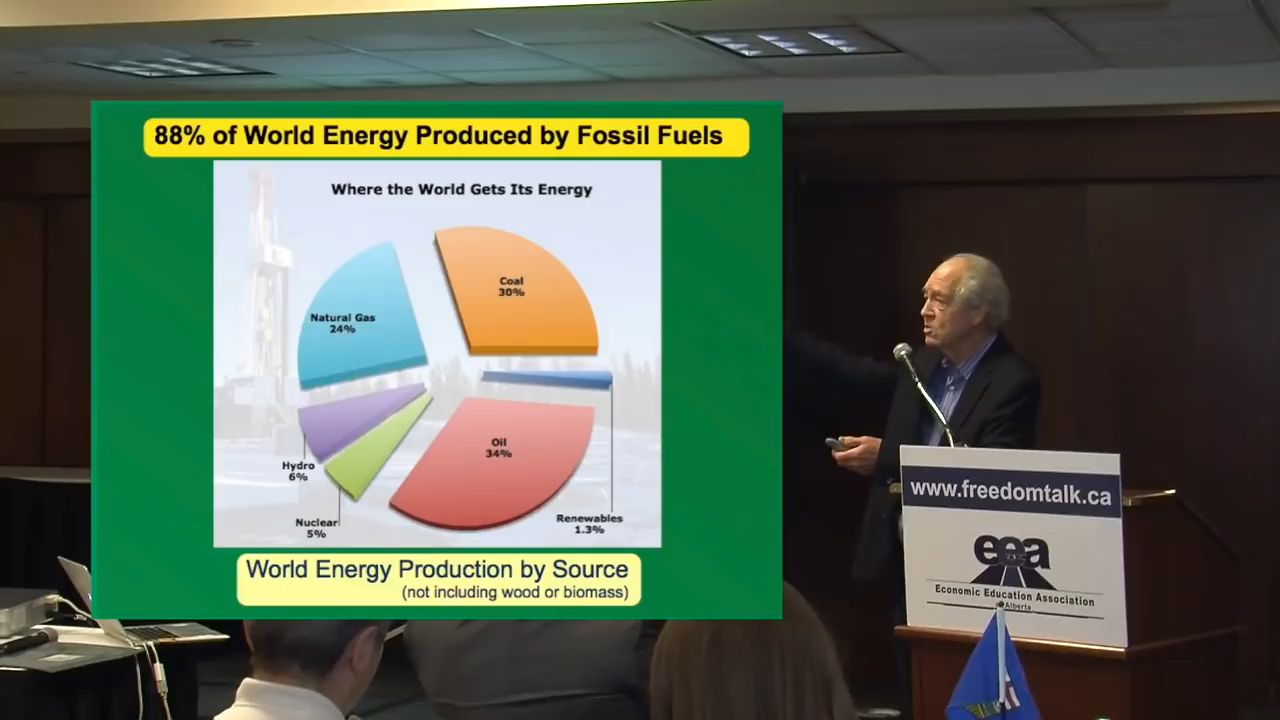 88% of World Energy Produced by Fossil Fuels
Where the World Gets Its Energy
Coal
30%
Natural Gas
24%
Oil
34%
Hydro
6%
Nuclear
5%
Renewables
1.3%
World Energy Production by Source
(not including wood or biomass)
www.freedomtalk.ca
eea
Economic Education Association
of Alberta